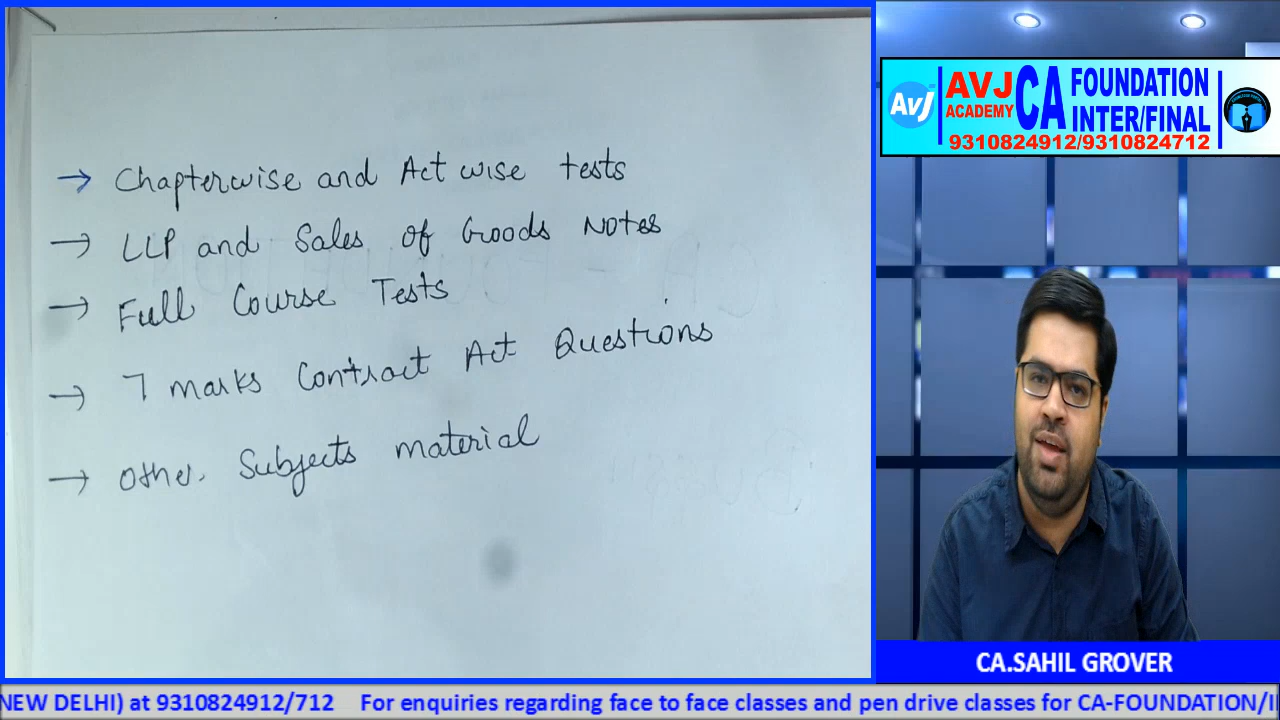 → Chapterwise and Act wise tests
→ LLP and Sales of Goods Notes
→ Full Course Tests
→ 7 marks Contract Act Questions
→ Other Subjects material
AVJ ACADEMY
CA FOUNDATION
INTER/FINAL
9310824912/9310824712
AVJ
CA.SAHIL GROVER
NEW DELHI) at 9310824912/712 For enquiries regarding face to face classes and pen drive classes for CA-FOUNDATION/I